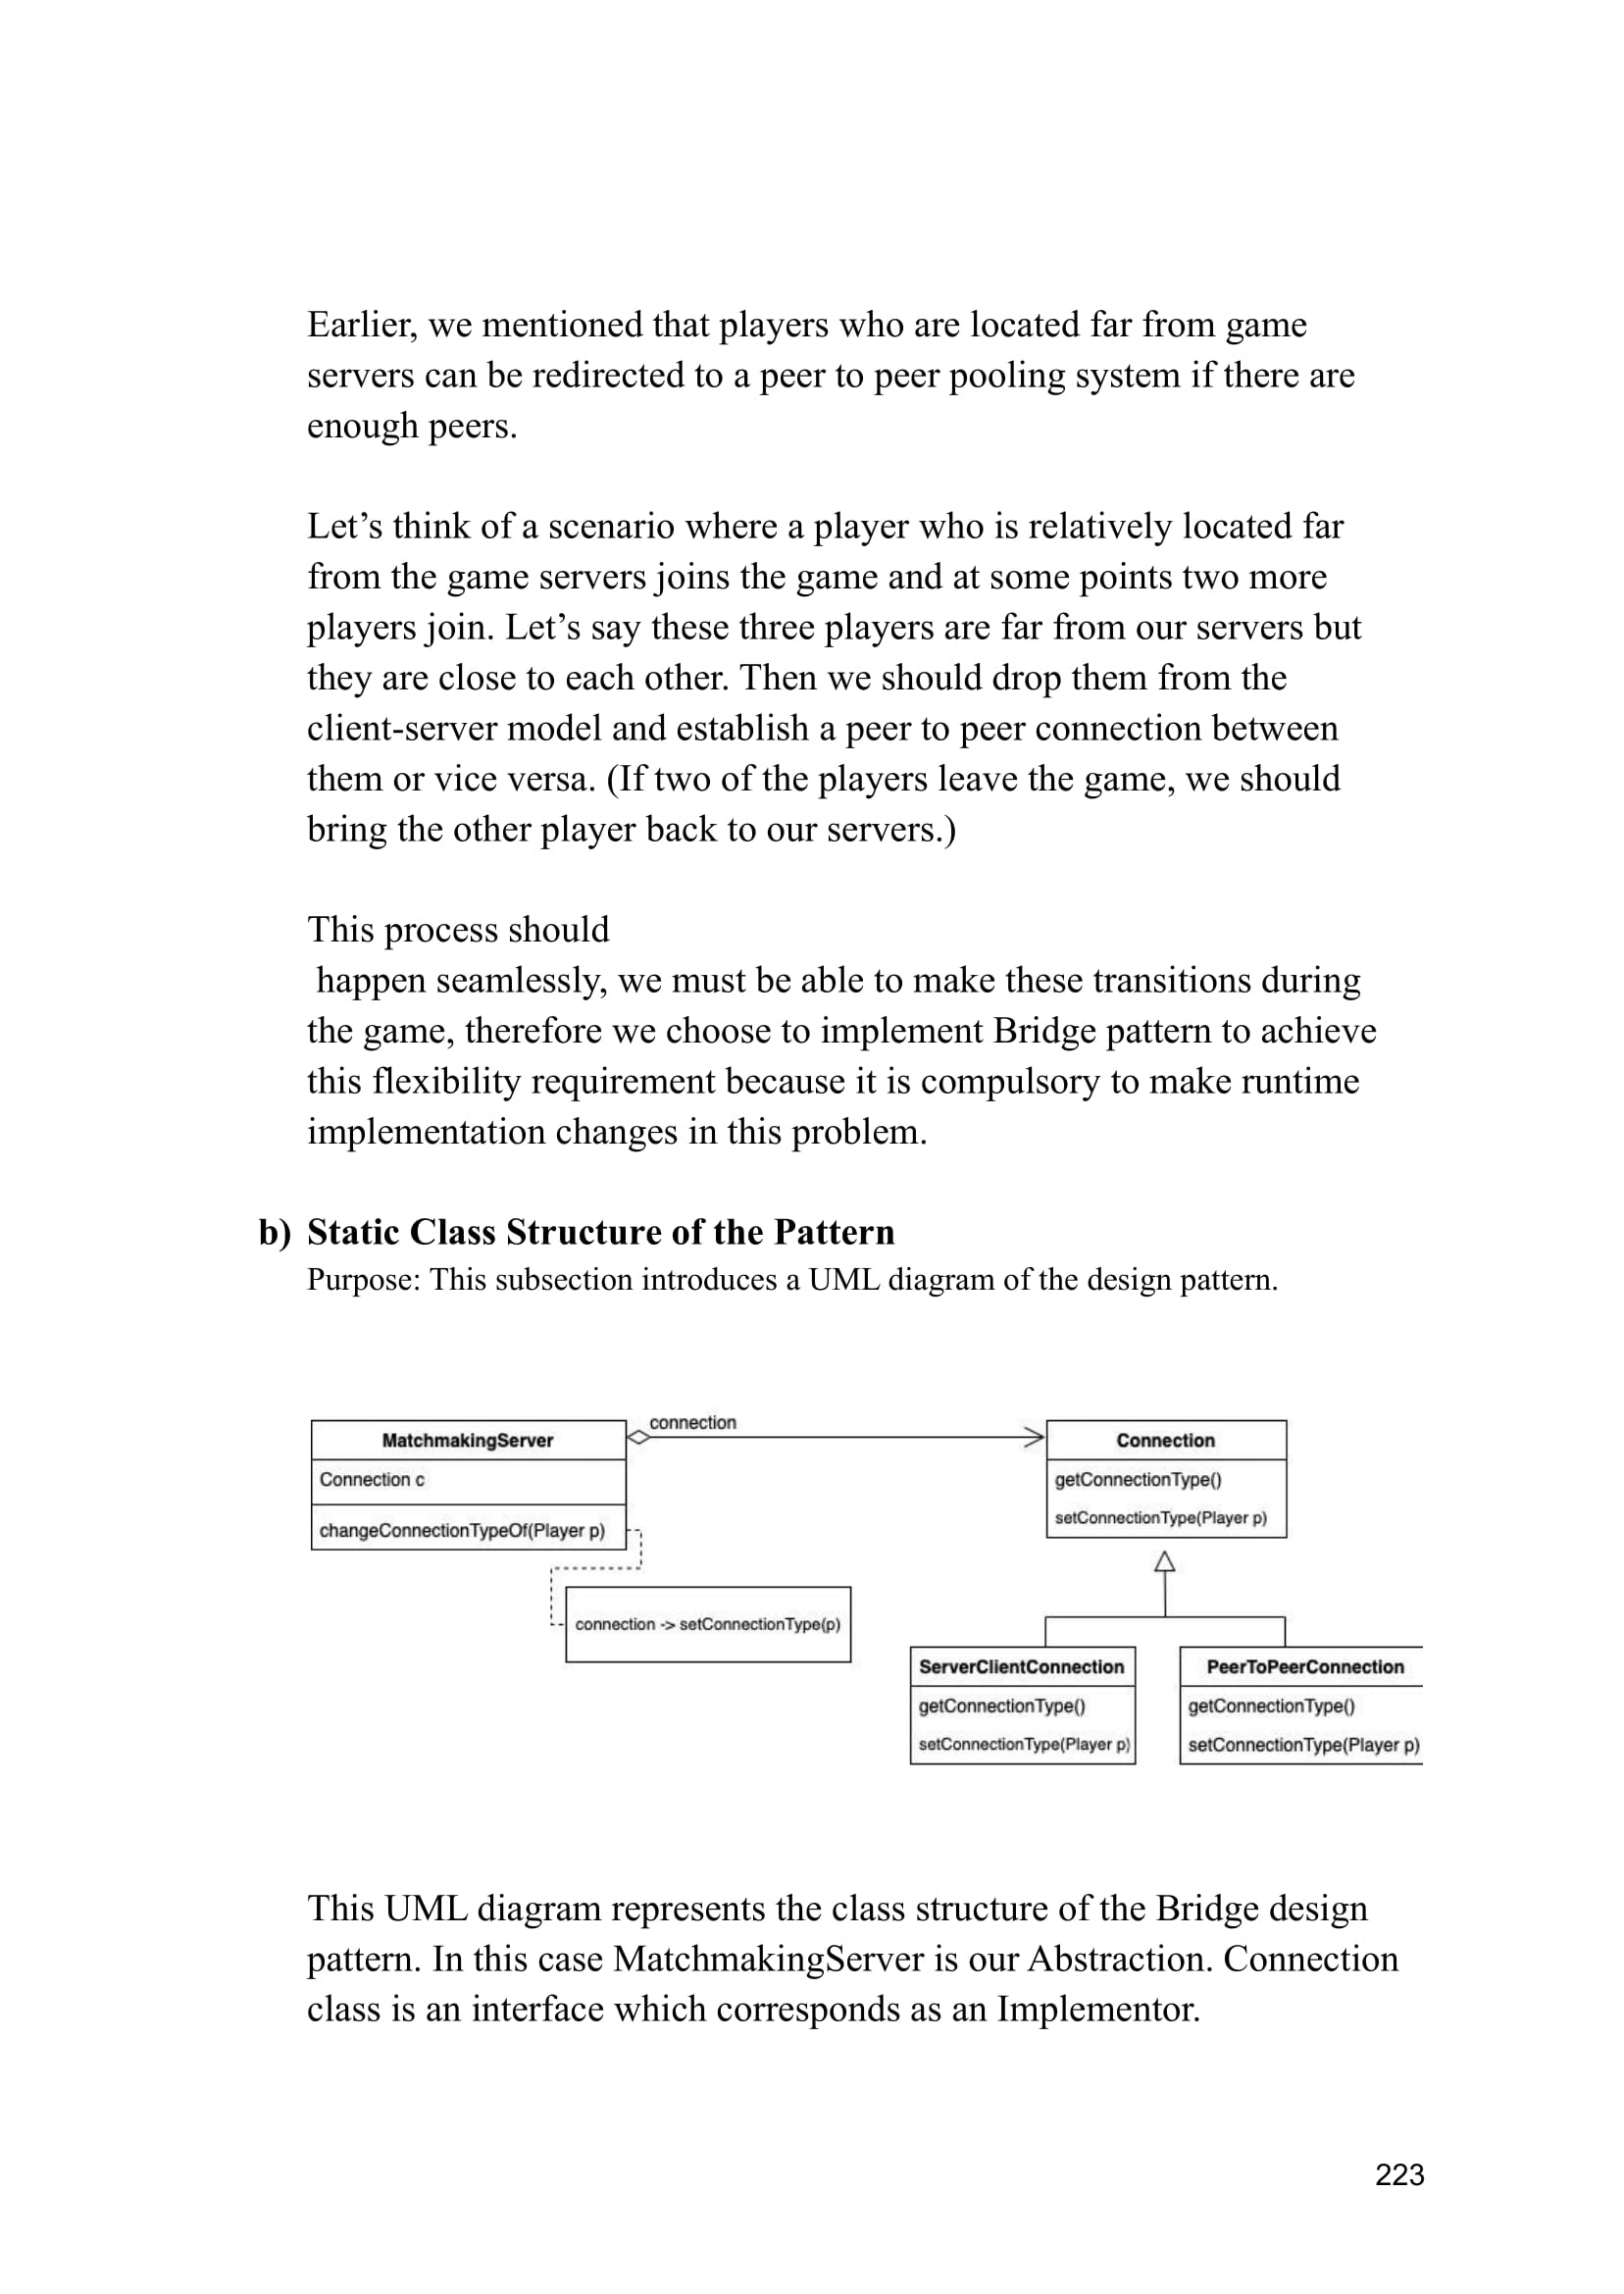 Earlier, we mentioned that players who are located far from game
servers can be redirected to a peer to peer pooling system if there are
enough peers.
Let’s think of a scenario where a player who is relatively located far
from the game servers joins the game and at some points two more
players join. Let’s say these three players are far from our servers but
they are close to each other. Then we should drop them from the
client-server model and establish a peer to peer connection between
them or vice versa. (If two of the players leave the game, we should
bring the other player back to our servers.)
This process should
happen seamlessly, we must be able to make these transitions during
the game, therefore we choose to implement Bridge pattern to achieve
this flexibility requirement because it is compulsory to make runtime
implementation changes in this problem.
b) Static Class Structure of the Pattern
Purpose: This subsection introduces a UML diagram of the design pattern.
MatchmakingServer
Connection c
changeConnectionTypeOf(Player p)
connection
Connection
getConnectionType()
setConnectionType(Player p)
connection -> setConnectionType(p)
ServerClientConnection
getConnectionType()
setConnectionType(Player p)
PeerToPeerConnection
getConnectionType()
setConnectionType(Player p)
This UML diagram represents the class structure of the Bridge design
pattern. In this case MatchmakingServer is our Abstraction. Connection
class is an interface which corresponds as an Implementor.
223